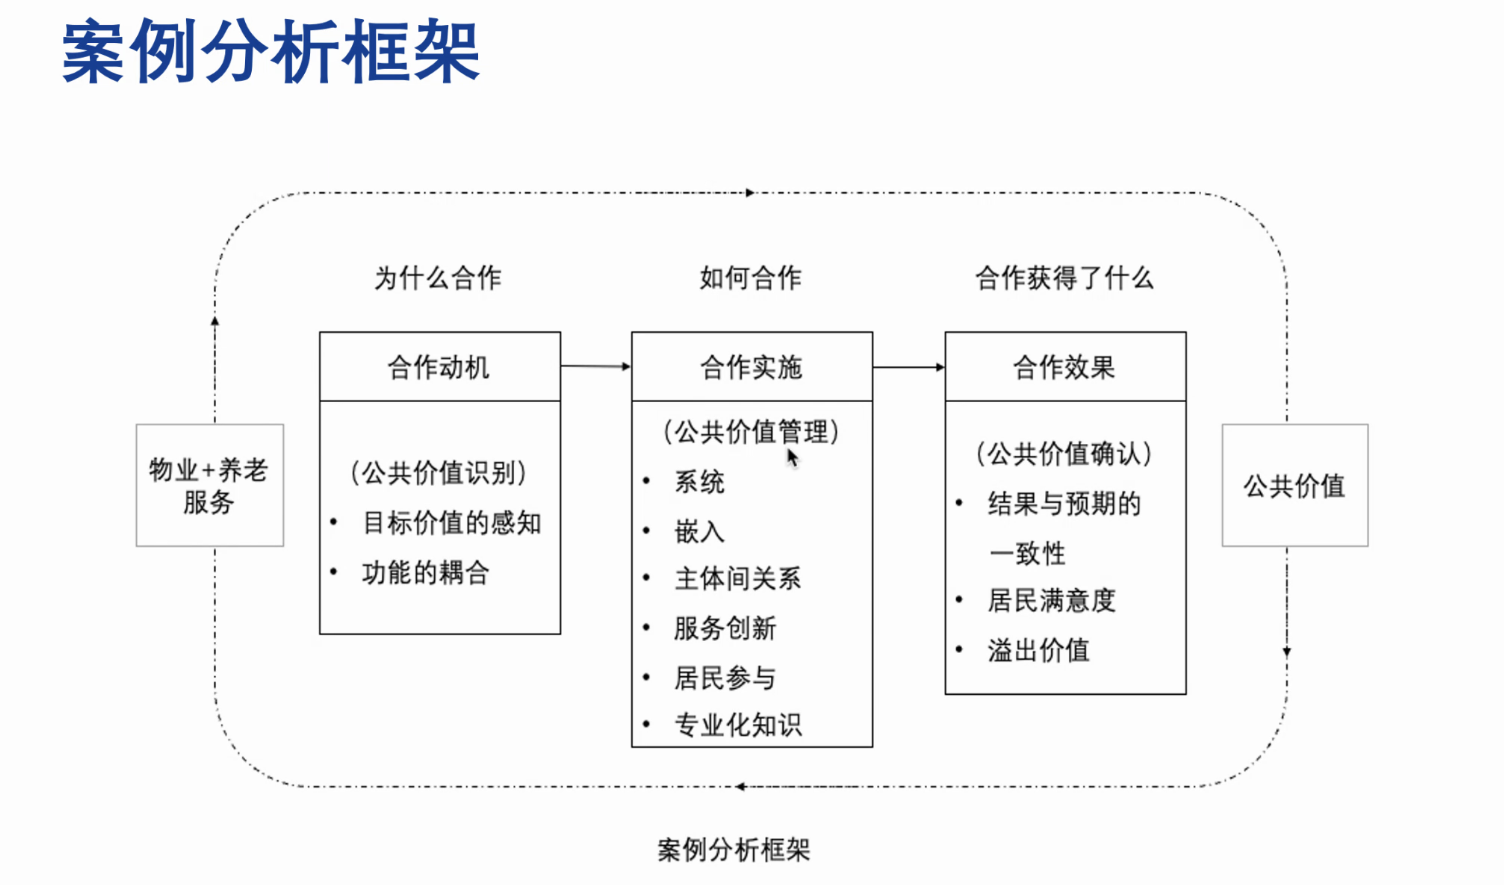 案例分析框架
为什么合作
如何合作
合作获得了什么
物业+养老
服务
合作动机
（公共价值识别）
• 目标价值的感知
• 功能的耦合
合作实施
（公共价值管理）
• 系统
• 嵌入
• 主体间关系
• 服务创新
• 居民参与
• 专业化知识
合作效果
（公共价值确认）
• 结果与预期的
一致性
• 居民满意度
• 溢出价值
公共价值
案例分析框架